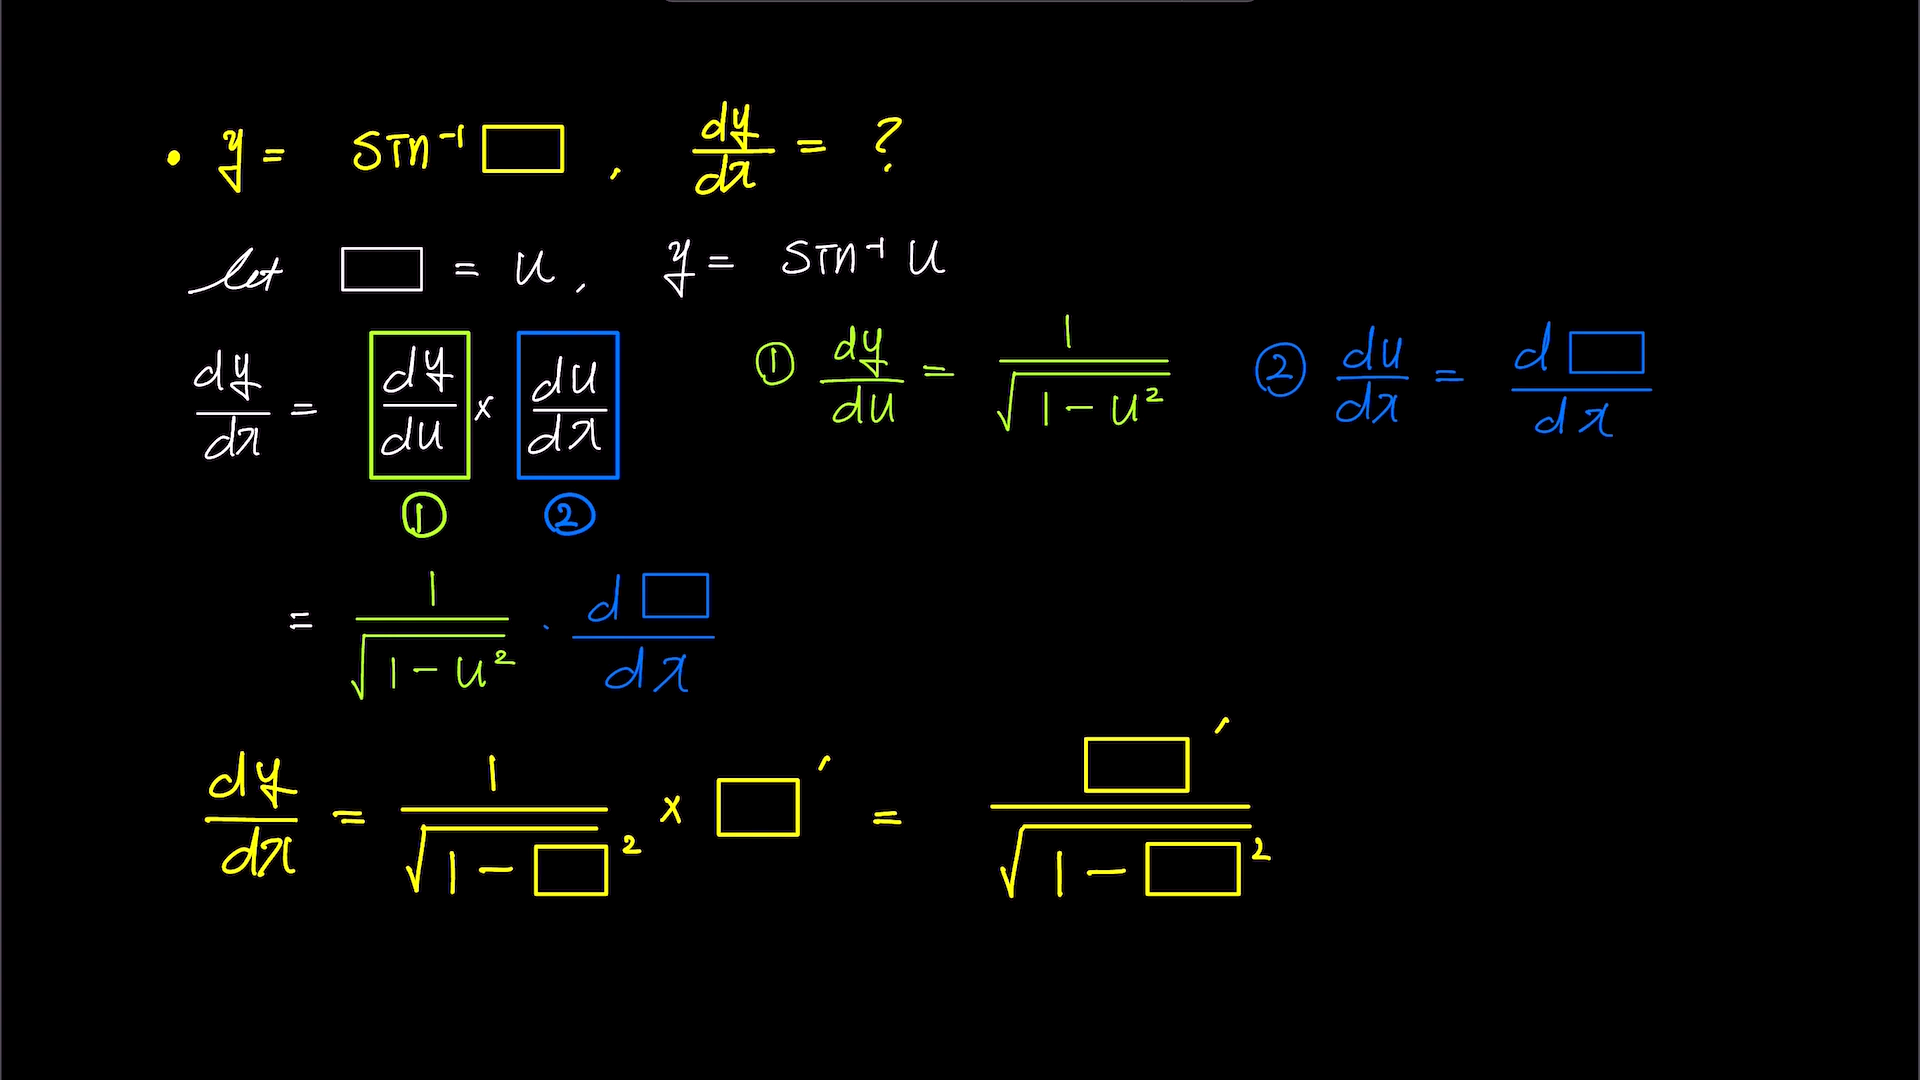 • y = sin⁻¹ □ , dy/dx = ?
let □ = u , y = sin⁻¹ u
dy/dx = dy/du × du/dx ① dy/du = 1/√(1 - u²) ② du/dx = d□/dx
① ②
= 1/√(1 - u²) · d□/dx
dy/dx = 1/√(1 - □²) × □′ = □′/√(1 - □²)